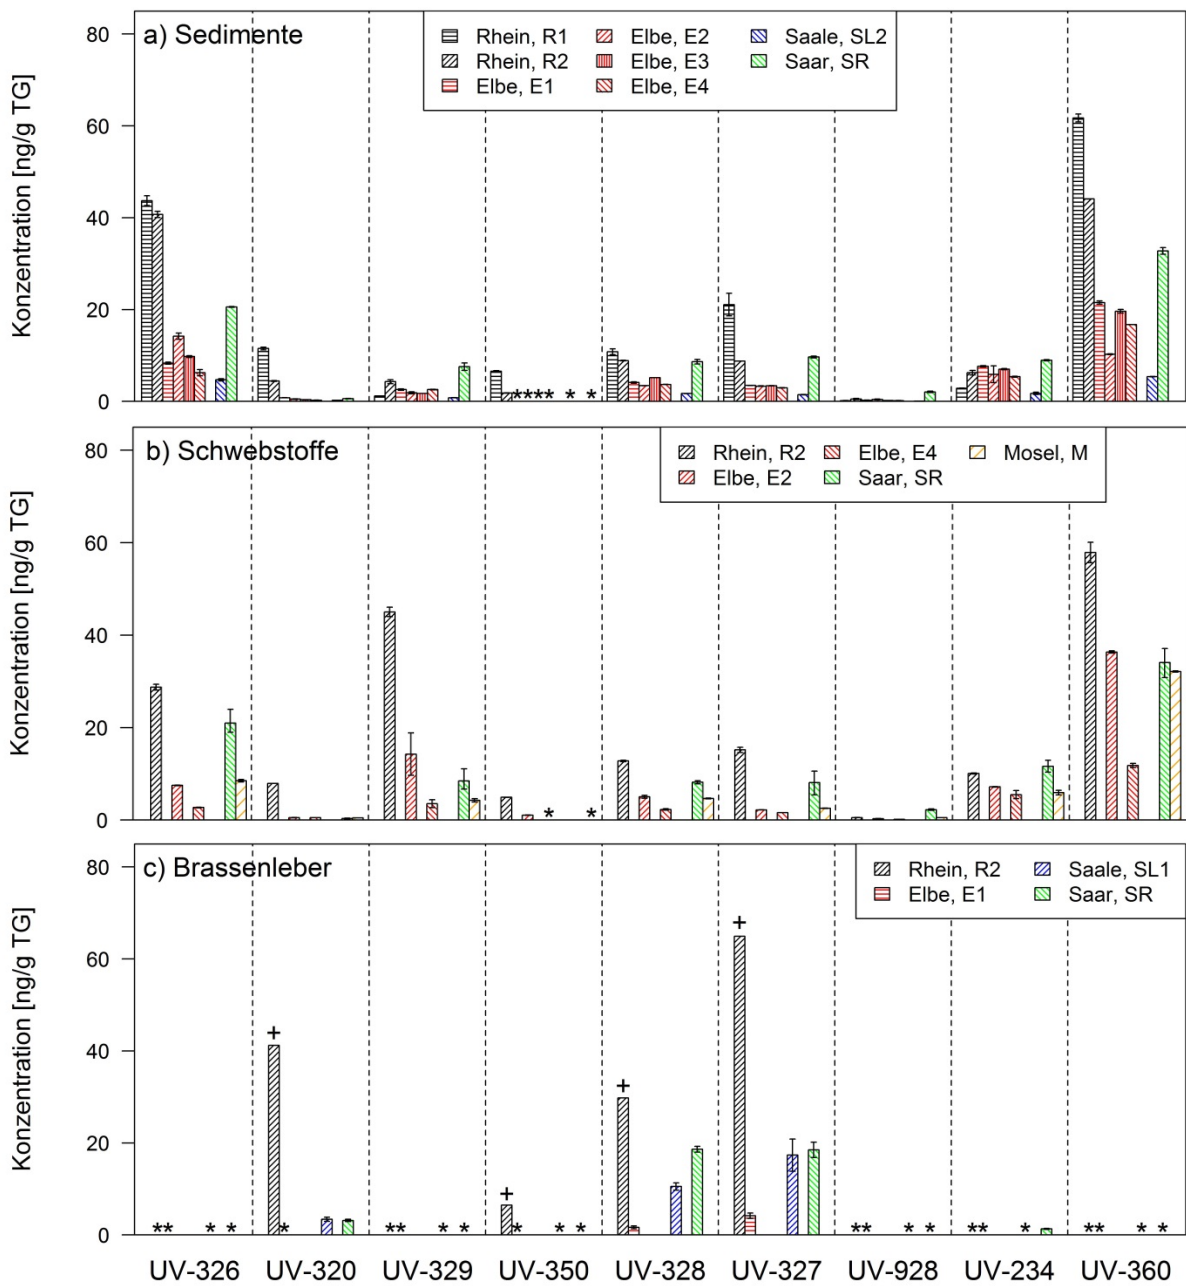 a) Sedimente
Rhein, R1
Elbe, E2
Saale, SL2
Rhein, R2
Elbe, E3
Saar, SR
Elbe, E1
Elbe, E4
Konzentration [ng/g TG]
80
60
40
20
0
**** * *
b) Schwebstoffe
Rhein, R2
Elbe, E4
Mosel, M
Elbe, E2
Saar, SR
Konzentration [ng/g TG]
80
60
40
20
0
* *
c) Brassenleber
Rhein, R2
Saale, SL1
Elbe, E1
Saar, SR
Konzentration [ng/g TG]
80
60
40
20
0
+ + + +
** * * * ** * * * * * ** * * ** * ** * *
UV-326 UV-320 UV-329 UV-350 UV-328 UV-327 UV-928 UV-234 UV-360